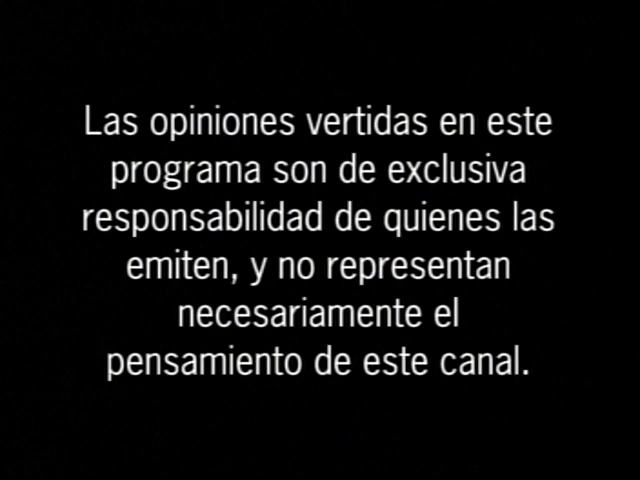 Las opiniones vertidas en este
programa son de exclusiva
responsabilidad de quienes las
emiten, y no representan
necesariamente el
pensamiento de este canal.